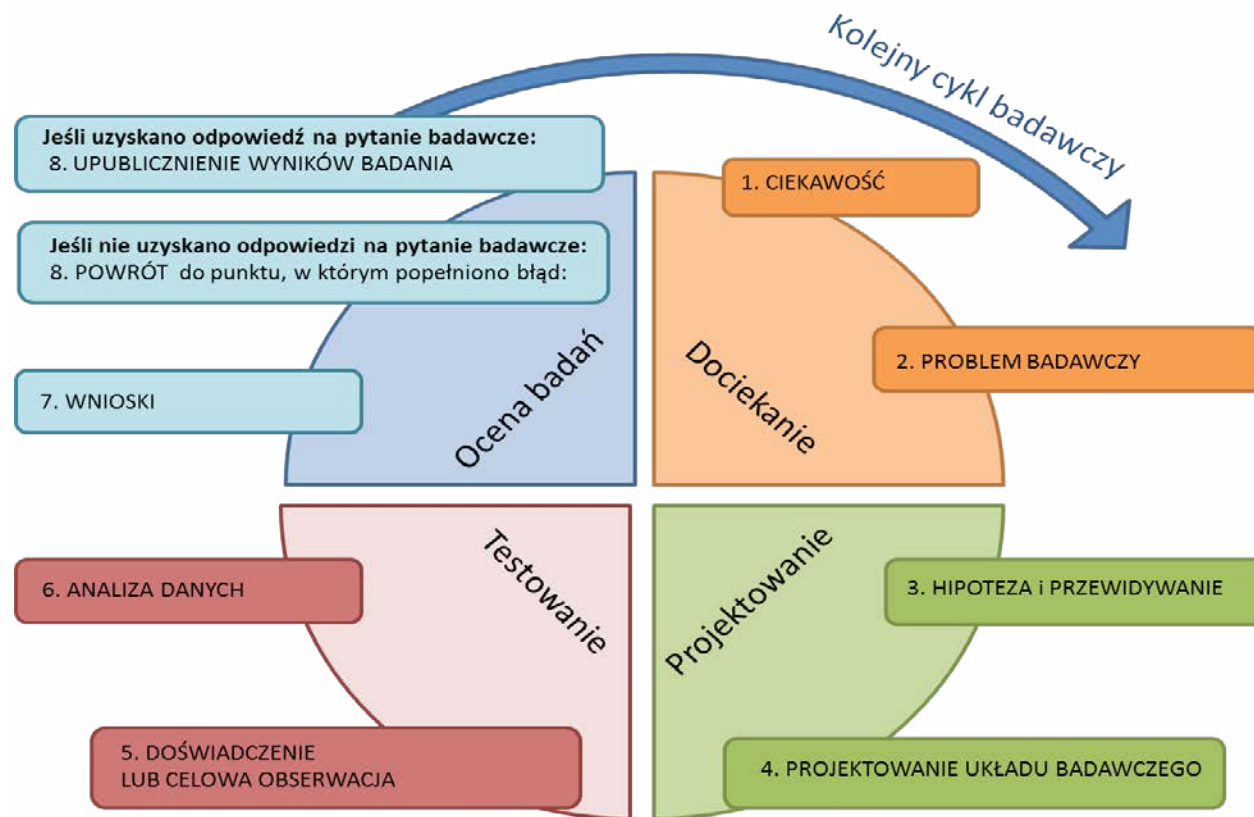 Kolejny cykl badawczy
Jeśli uzyskano odpowiedź na pytanie badawcze:
8. UPUBLICZNIENIE WYNIKÓW BADANIA
Jeśli nie uzyskano odpowiedzi na pytanie badawcze:
8. POWRÓT do punktu, w którym popełniono błąd:
7. WNIOSKI
Ocena badań
1. CIEKAWOŚĆ
2. PROBLEM BADAWCZY
Dociekanie
3. HIPOTEZA i PRZEWIDYWANIE
4. PROJEKTOWANIE UKŁADU BADAWCZEGO
Projektowanie
Testowanie
6. ANALIZA DANYCH
5. DOŚWIADCZENIE
LUB CELOWA OBSERWACJA